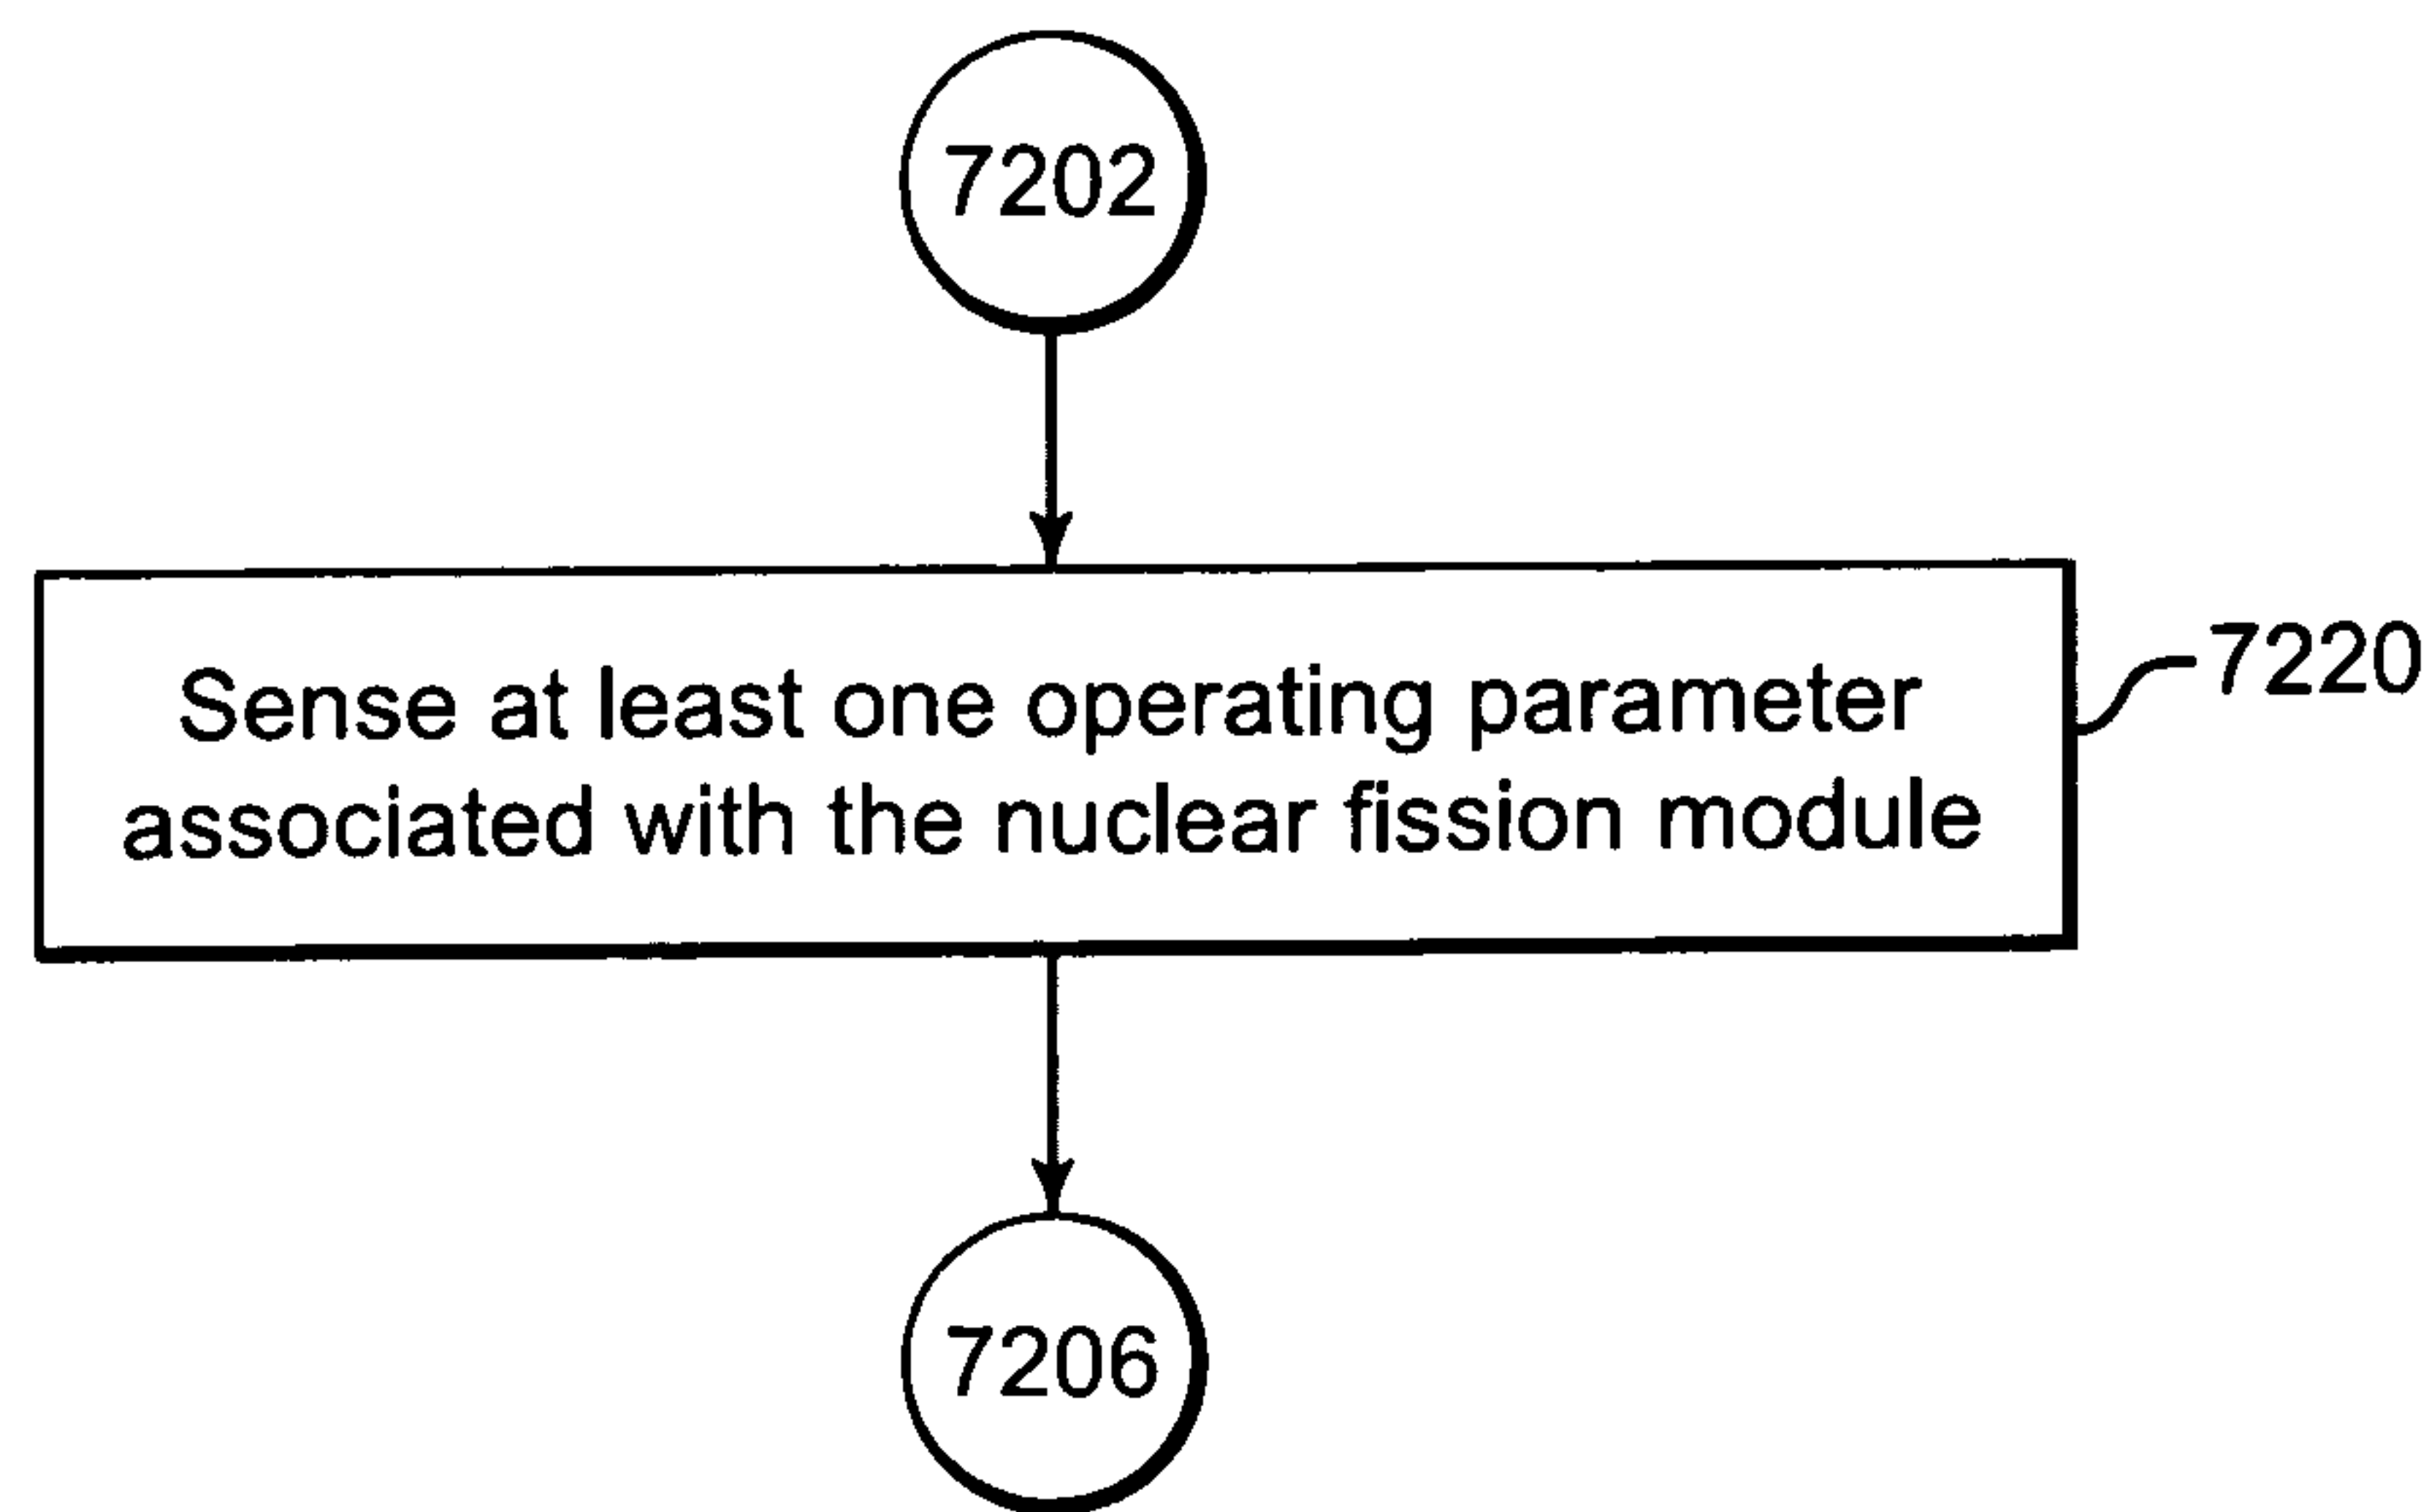 7202
Sense at least one operating parameter
associated with the nuclear fission module
7220
7206